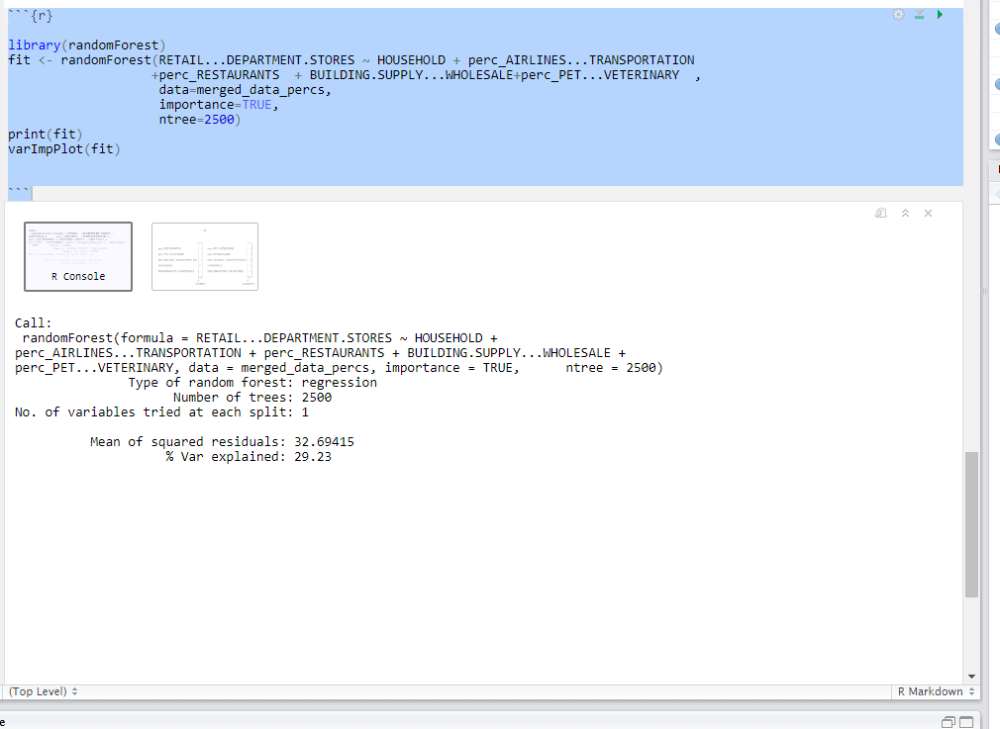 ```{r}
library(randomForest)
fit <- randomForest(RETAIL...DEPARTMENT.STORES ~ HOUSEHOLD + perc_AIRLINES...TRANSPORTATION
+perc_RESTAURANTS  + BUILDING.SUPPLY...WHOLESALE+perc_PET...VETERINARY  ,
data=merged_data_percs,
importance=TRUE,
ntree=2500)
print(fit)
varImpPlot(fit)
```
R Console
Call:
randomForest(formula = RETAIL...DEPARTMENT.STORES ~ HOUSEHOLD +
perc_AIRLINES...TRANSPORTATION + perc_RESTAURANTS + BUILDING.SUPPLY...WHOLESALE +
perc_PET...VETERINARY, data = merged_data_percs, importance = TRUE,      ntree = 2500)
Type of random forest: regression
Number of trees: 2500
No. of variables tried at each split: 1
Mean of squared residuals: 32.69415
% Var explained: 29.23
(Top Level) R Markdown
e